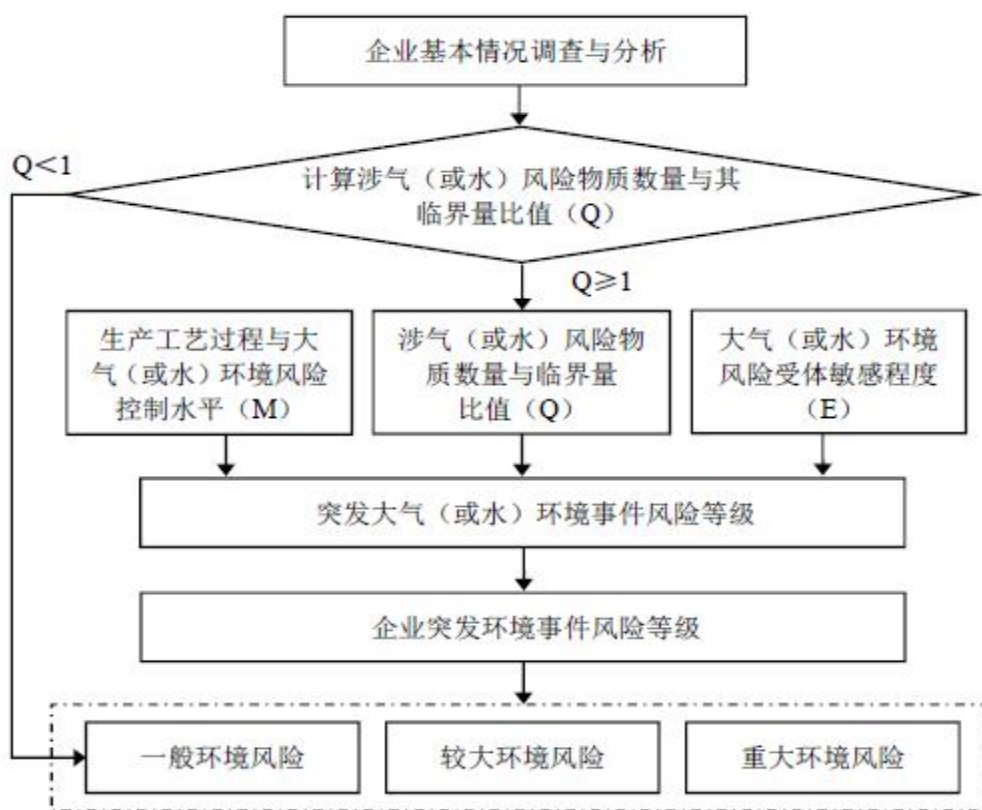 企业基本情况调查与分析
Q<1
计算涉气（或水）风险物质数量与其
临界量比值（Q）
Q≥1
生产工艺过程与大
气（或水）环境风险
控制水平（M）
涉气（或水）风险物
质数量与临界量
比值（Q）
大气（或水）环境
风险受体敏感程度
（E）
突发大气（或水）环境事件风险等级
企业突发环境事件风险等级
一般环境风险
较大环境风险
重大环境风险